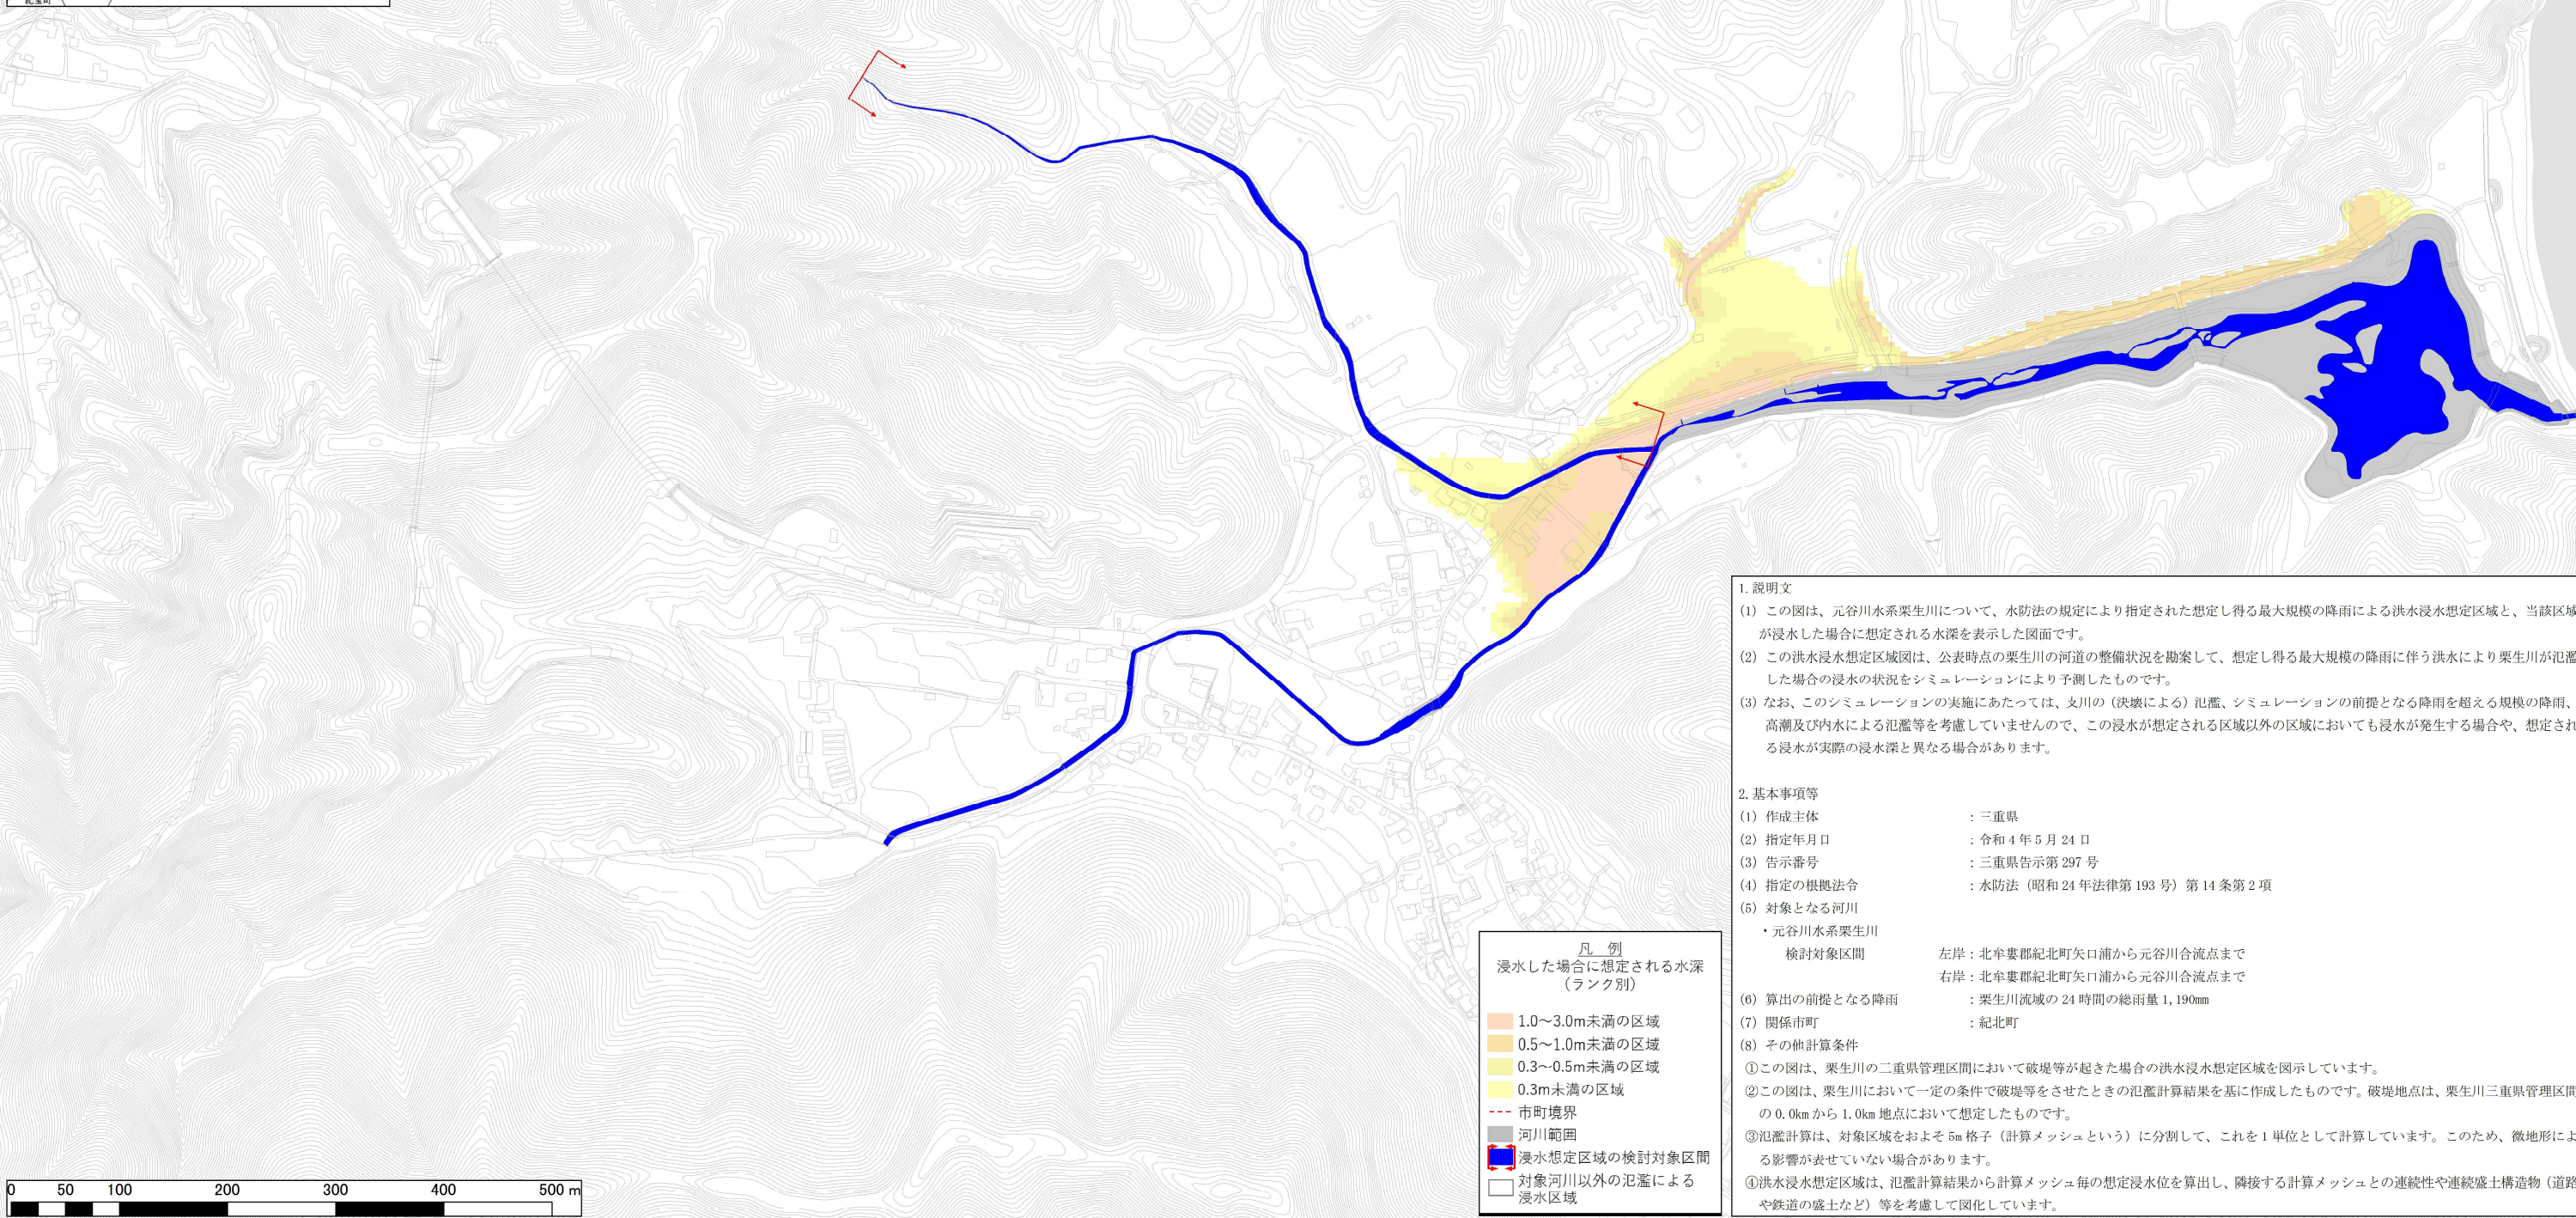 1. 説明文
(1) この図は、元谷川水系栗生川について、水防法の規定により指定された想定し得る最大規模の降雨による洪水浸水想定区域と、当該区域
が浸水した場合に想定される水深を表示した図面です。
(2) この洪水浸水想定区域図は、公表時点の栗生川の河道の整備状況を勘案して、想定し得る最大規模の降雨に伴う洪水により栗生川が氾濫
した場合の浸水の状況をシミュレーションにより予測したものです。
(3) なお、このシミュレーションの実施にあたっては、支川の（決壊による）氾濫、シミュレーションの前提となる降雨を超える規模の降雨、
高潮及び内水による氾濫等を考慮していませんので、この浸水が想定される区域以外の区域においても浸水が発生する場合や、想定され
る浸水が実際の浸水深と異なる場合があります。
2. 基本事項等
(1) 作成主体 ：三重県
(2) 指定年月日 ：令和 4 年 5 月 24 日
(3) 告示番号 ：三重県告示第 297 号
(4) 指定の根拠法令 ：水防法（昭和 24 年法律第 193 号）第 14 条第 2 項
(5) 対象となる河川
・元谷川水系栗生川
検討対象区間 左岸：北牟婁郡紀北町矢口浦から元谷川合流点まで
右岸：北牟婁郡紀北町矢口浦から元谷川合流点まで
(6) 算出の前提となる降雨 ：栗生川流域の 24 時間の総雨量 1,190mm
(7) 関係市町 ：紀北町
(8) その他計算条件
①この図は、栗生川の三重県管理区間において破堤等が起きた場合の洪水浸水想定区域を図示しています。
②この図は、栗生川において一定の条件で破堤等をさせたときの氾濫計算結果を基に作成したものです。破堤地点は、栗生川三重県管理区間
の 0.0km から 1.0km 地点において想定したものです。
③氾濫計算は、対象区域をおよそ 5m 格子（計算メッシュという）に分割して、これを 1 単位として計算しています。このため、微地形によ
る影響が表せていない場合があります。
④洪水浸水想定区域は、氾濫計算結果から計算メッシュ毎の想定浸水位を算出し、隣接する計算メッシュとの連続性や連続盛土構造物（道路
や鉄道の盛土など）等を考慮して図化しています。
凡 例
浸水した場合に想定される水深
（ランク別）
1.0～3.0m未満の区域
0.5～1.0m未満の区域
0.3～0.5m未満の区域
0.3m未満の区域
市町境界
河川範囲
浸水想定区域の検討対象区間
対象河川以外の氾濫による
浸水区域
0 50 100 200 300 400 500 m